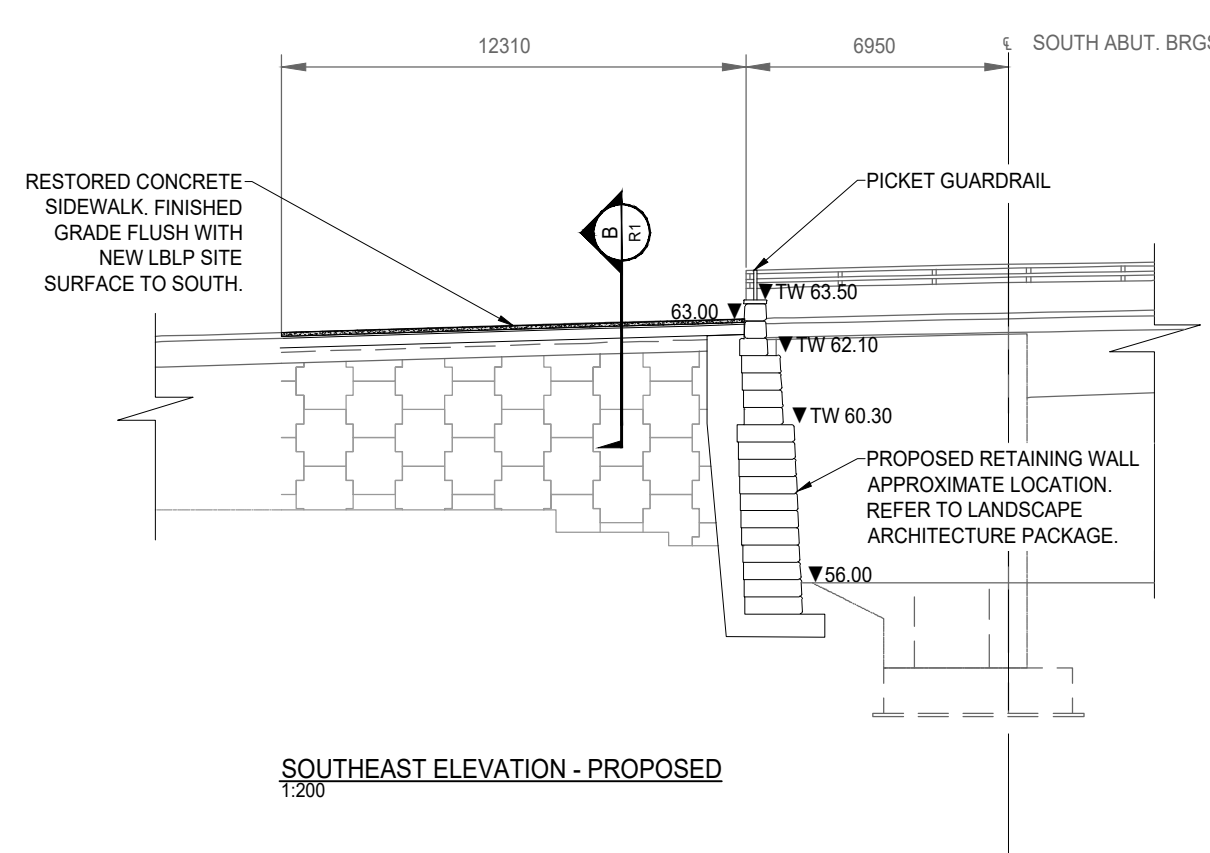 12310
6950
℄ SOUTH ABUT. BRGS
RESTORED CONCRETE
SIDEWALK. FINISHED
GRADE FLUSH WITH
NEW LBLP SITE
SURFACE TO SOUTH.
B
R1
PICKET GUARDRAIL
TW 63.50
63.00
TW 62.10
TW 60.30
PROPOSED RETAINING WALL
APPROXIMATE LOCATION.
REFER TO LANDSCAPE
ARCHITECTURE PACKAGE.
56.00
SOUTHEAST ELEVATION - PROPOSED
1:200